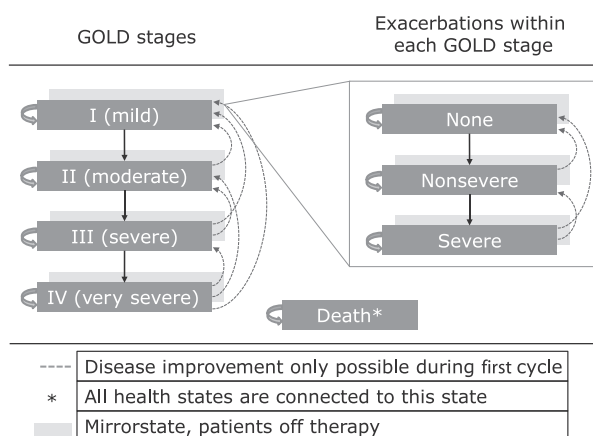 GOLD stages
Exacerbations within
each GOLD stage
I (mild)
II (moderate)
III (severe)
IV (very severe)
None
Nonsevere
Severe
Death*
Disease improvement only possible during first cycle
* All health states are connected to this state
Mirrorstate, patients off therapy